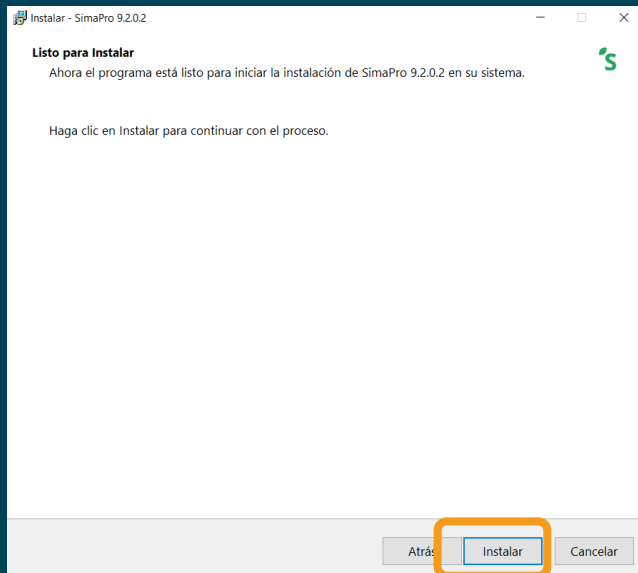 Instalar - SimaPro 9.2.0.2
Listo para Instalar
Ahora el programa está listo para iniciar la instalación de SimaPro 9.2.0.2 en su sistema.
S
Haga clic en Instalar para continuar con el proceso.
Atrás Instalar Cancelar